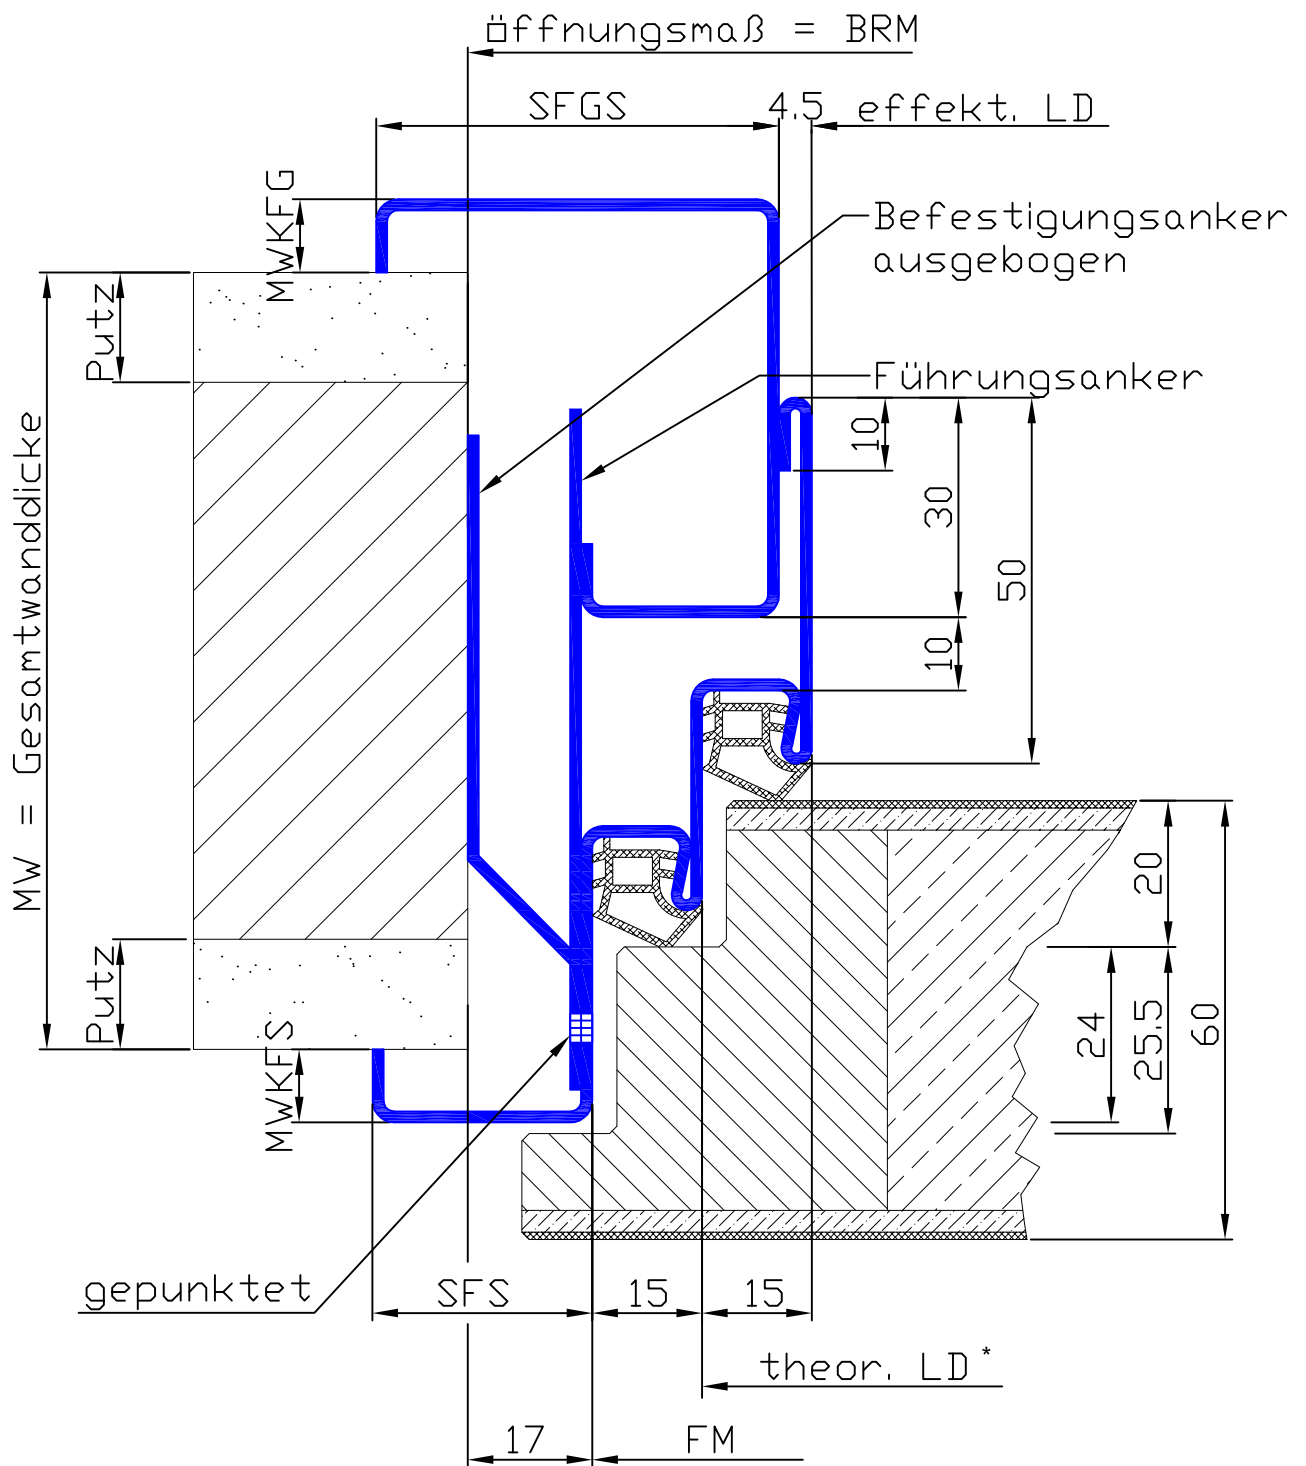 öffnungsmaß = BRM
SFGS
4.5
effekt. LD
MWKFG
Befestigungsanker
ausgebogen
Putz
Führungsanker
10
30
50
MW = Gesamtwanddicke
10
20
Putz
24
25.5
60
MWKFS
gepunktet
SFS
15
15
theor. LD*
17
FM